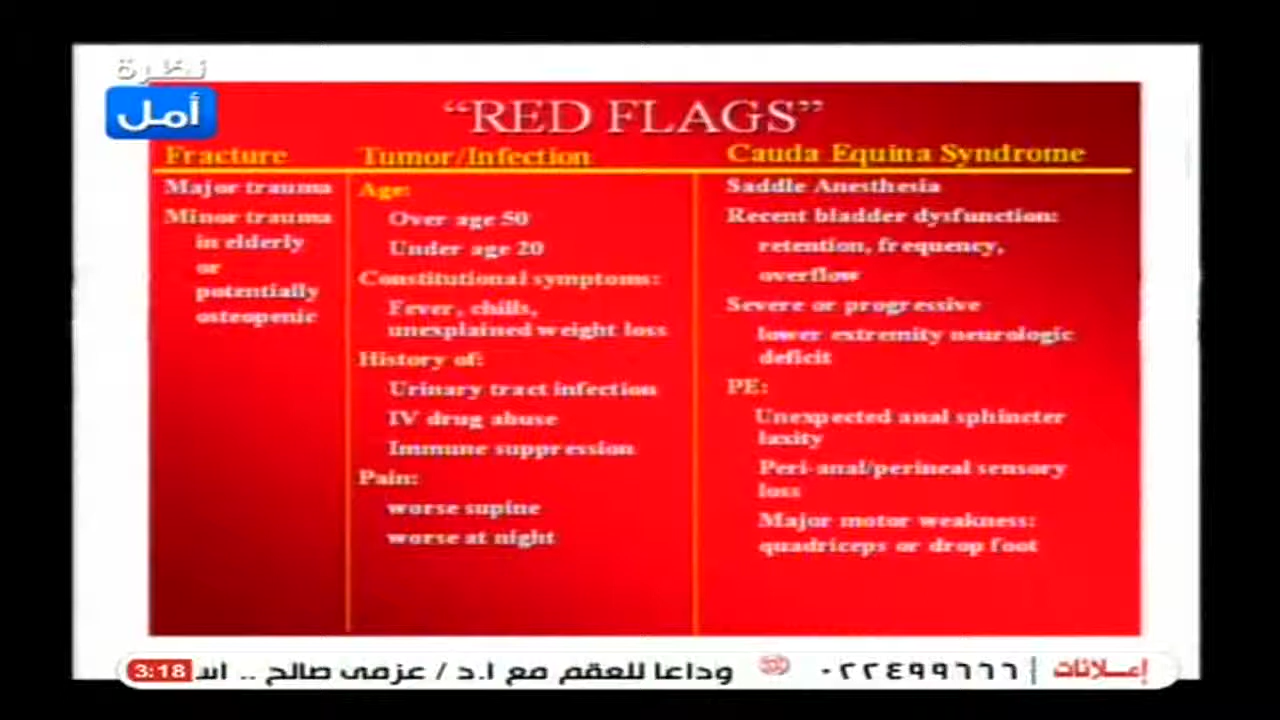 نظرة
أمل
“RED FLAGS”
Fracture
Major trauma
Minor trauma
in elderly
or
potentially
osteopenic
Tumor/Infection
Age:
Over age 50
Under age 20
Constitutional symptoms:
Fever, chills,
unexplained weight loss
History of:
Urinary tract infection
IV drug abuse
Immune suppression
Pain:
worse supine
worse at night
Cauda Equina Syndrome
Saddle Anesthesia
Recent bladder dysfunction:
retention, frequency,
overflow
Severe or progressive
lower extremity neurologic
deficit
PE:
Unexpected anal sphincter
laxity
Peri-anal/perineal sensory
loss
Major motor weakness:
quadriceps or drop foot
إعلانات | ٠٢٢٤٩٩٦٦٦ وداعا للعقم مع ا.د / عزمى صالح .. اس 3:18